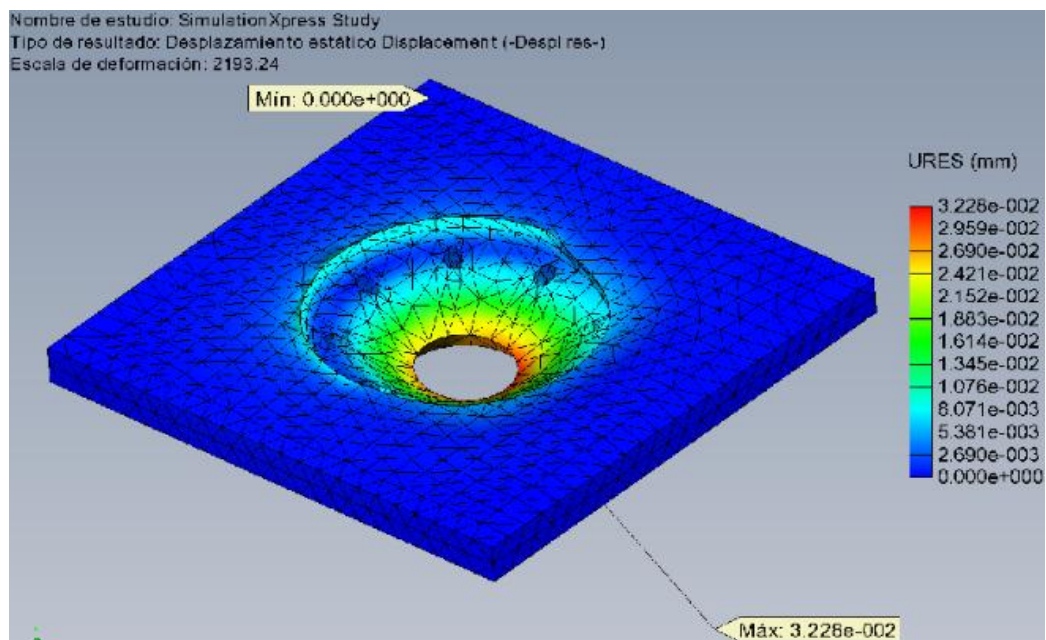 Nombre de estudio: SimulationXpress Study
Tipo de resultado: Desplazamiento estático Displacement (-Despl res-)
Escala de deformación: 2193.24
Mín: 0.000e+000
URES (mm)
3.228e-002
2.959e-002
2.690e-002
2.421e-002
2.152e-002
1.883e-002
1.614e-002
1.345e-002
1.076e-002
8.071e-003
5.381e-003
2.690e-003
0.000e+000
Máx: 3.228e-002